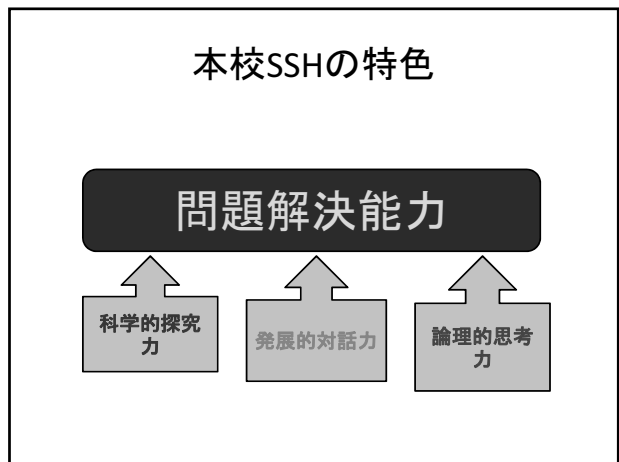 本校SSHの特色
問題解決能力
科学的探究
力
発展的対話力
論理的思考
力